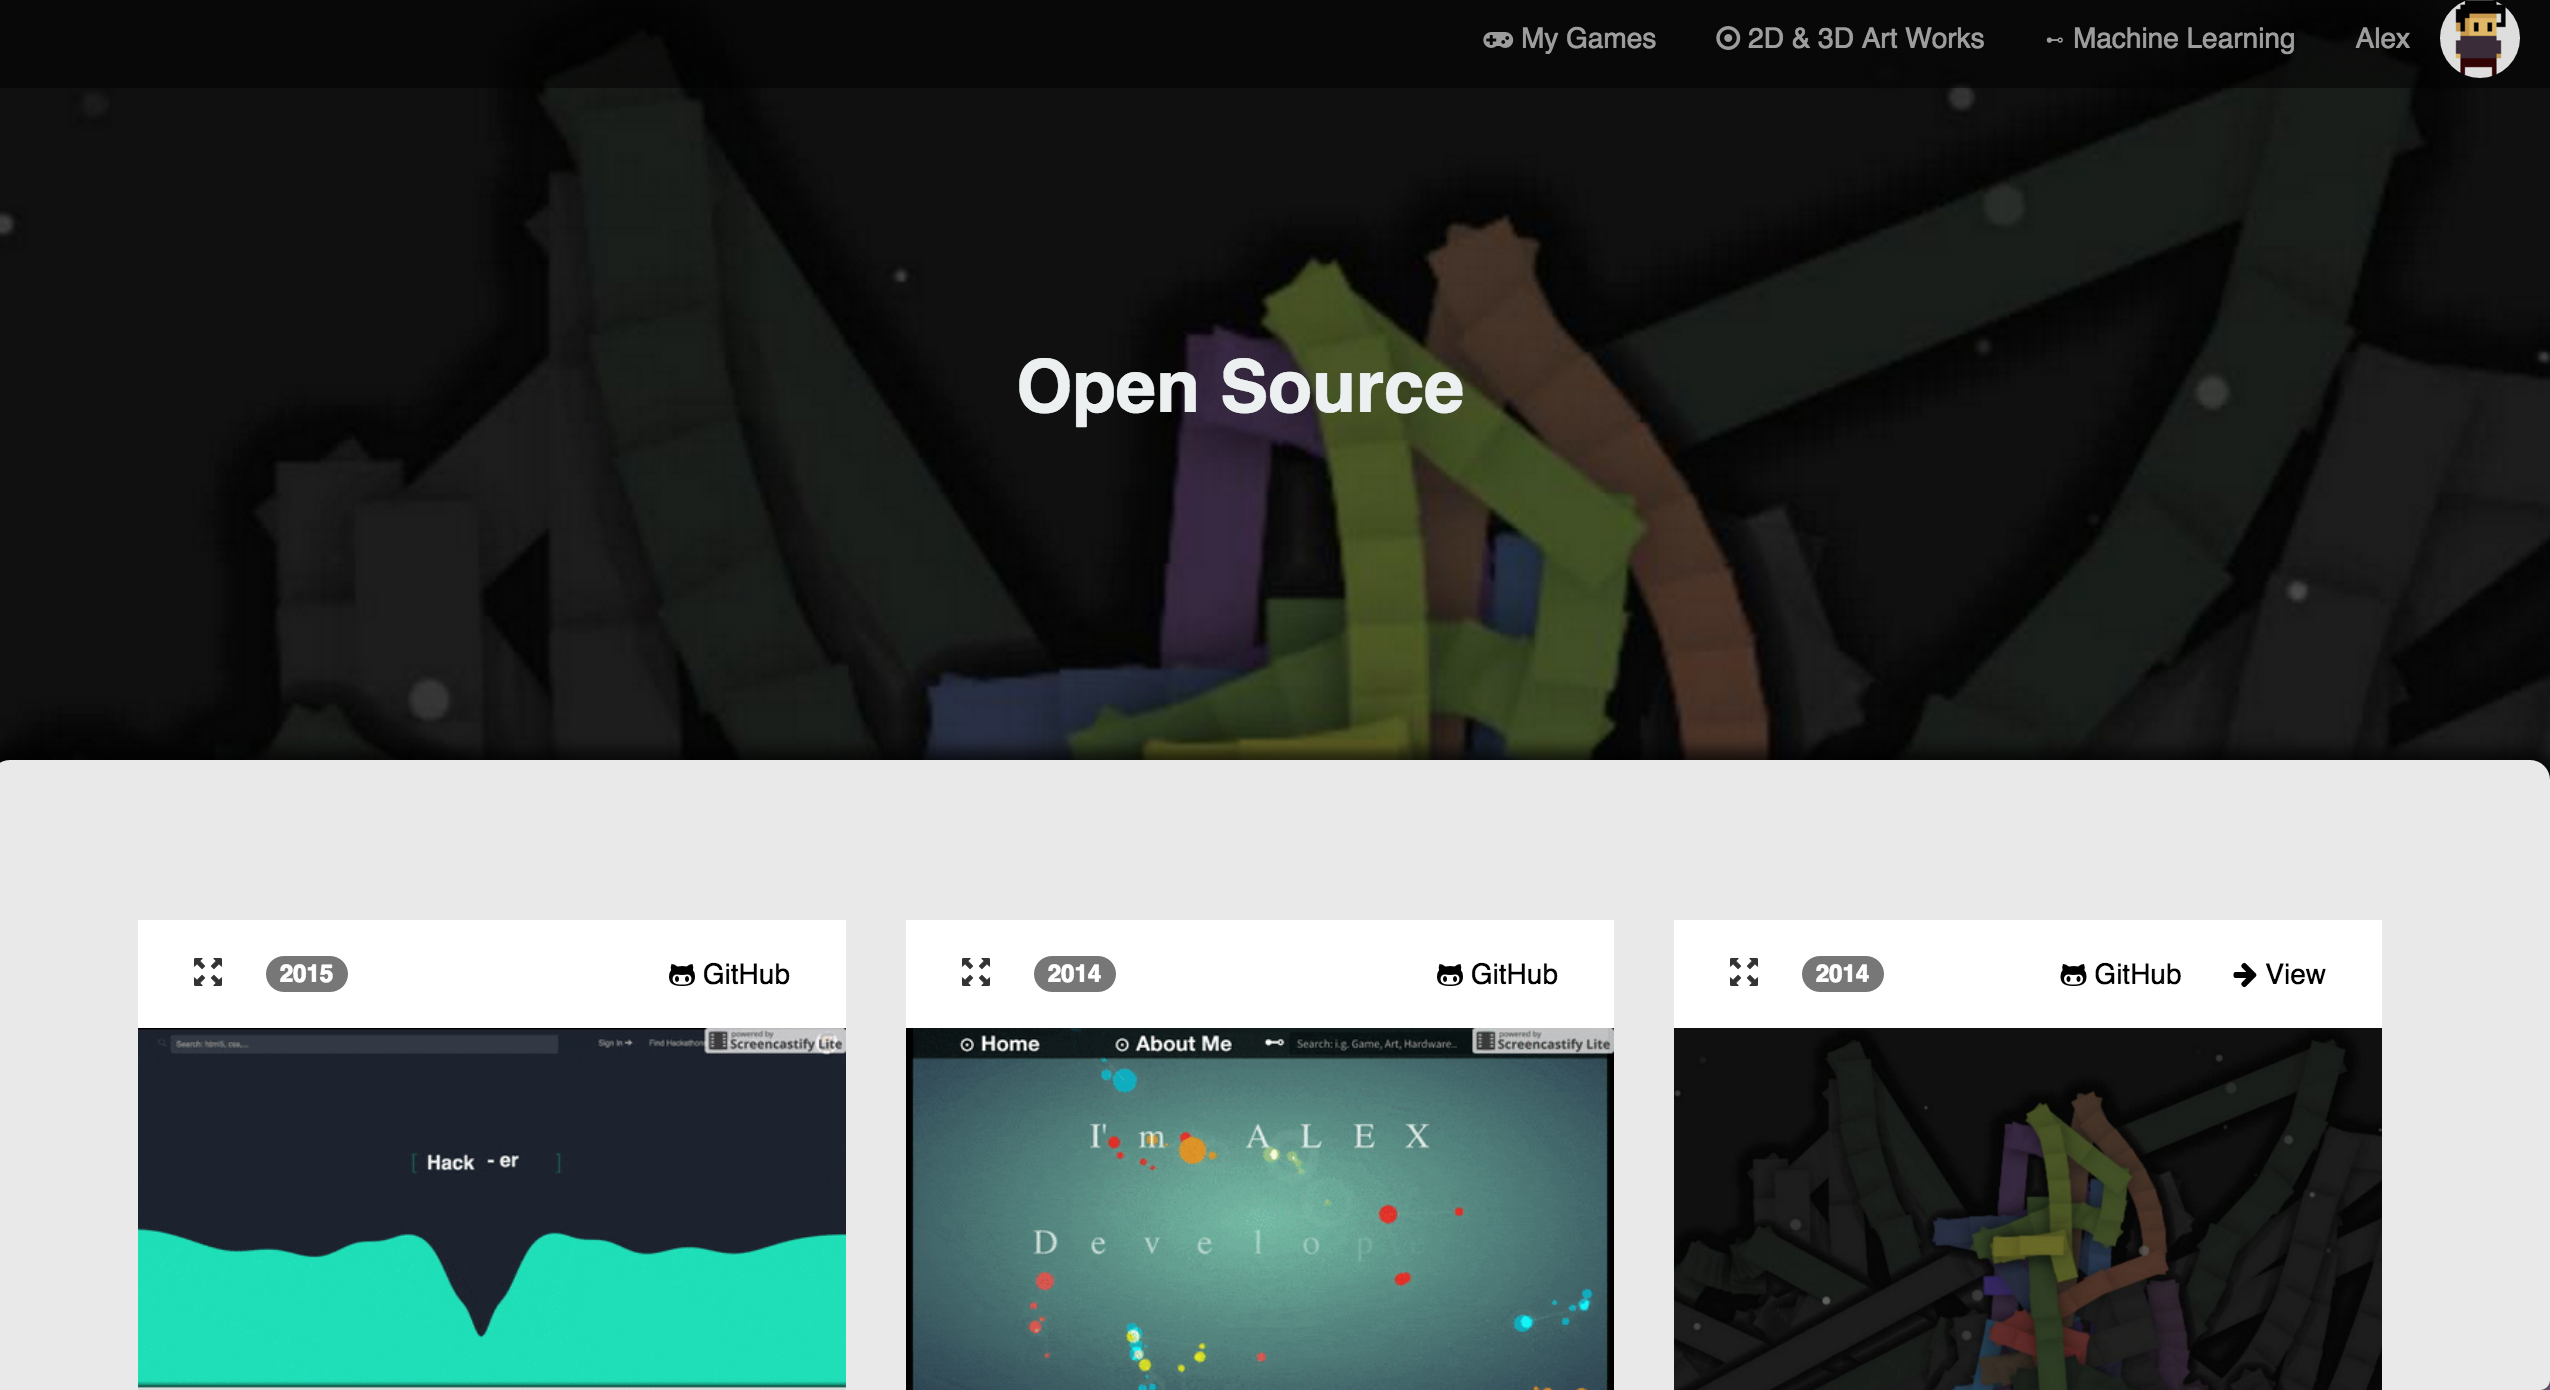 My Games 2D & 3D Art Works Machine Learning Alex
Open Source
2015 GitHub
2014 GitHub
2014 GitHub View
Search: html5, css,...
Sign In Find Hackathon
powered by
Screencastify Lite
[ Hack - er ]
Home About Me Search: i.g. Game, Art, Hardware...
powered by
Screencastify Lite
I'm ALEX
Develop